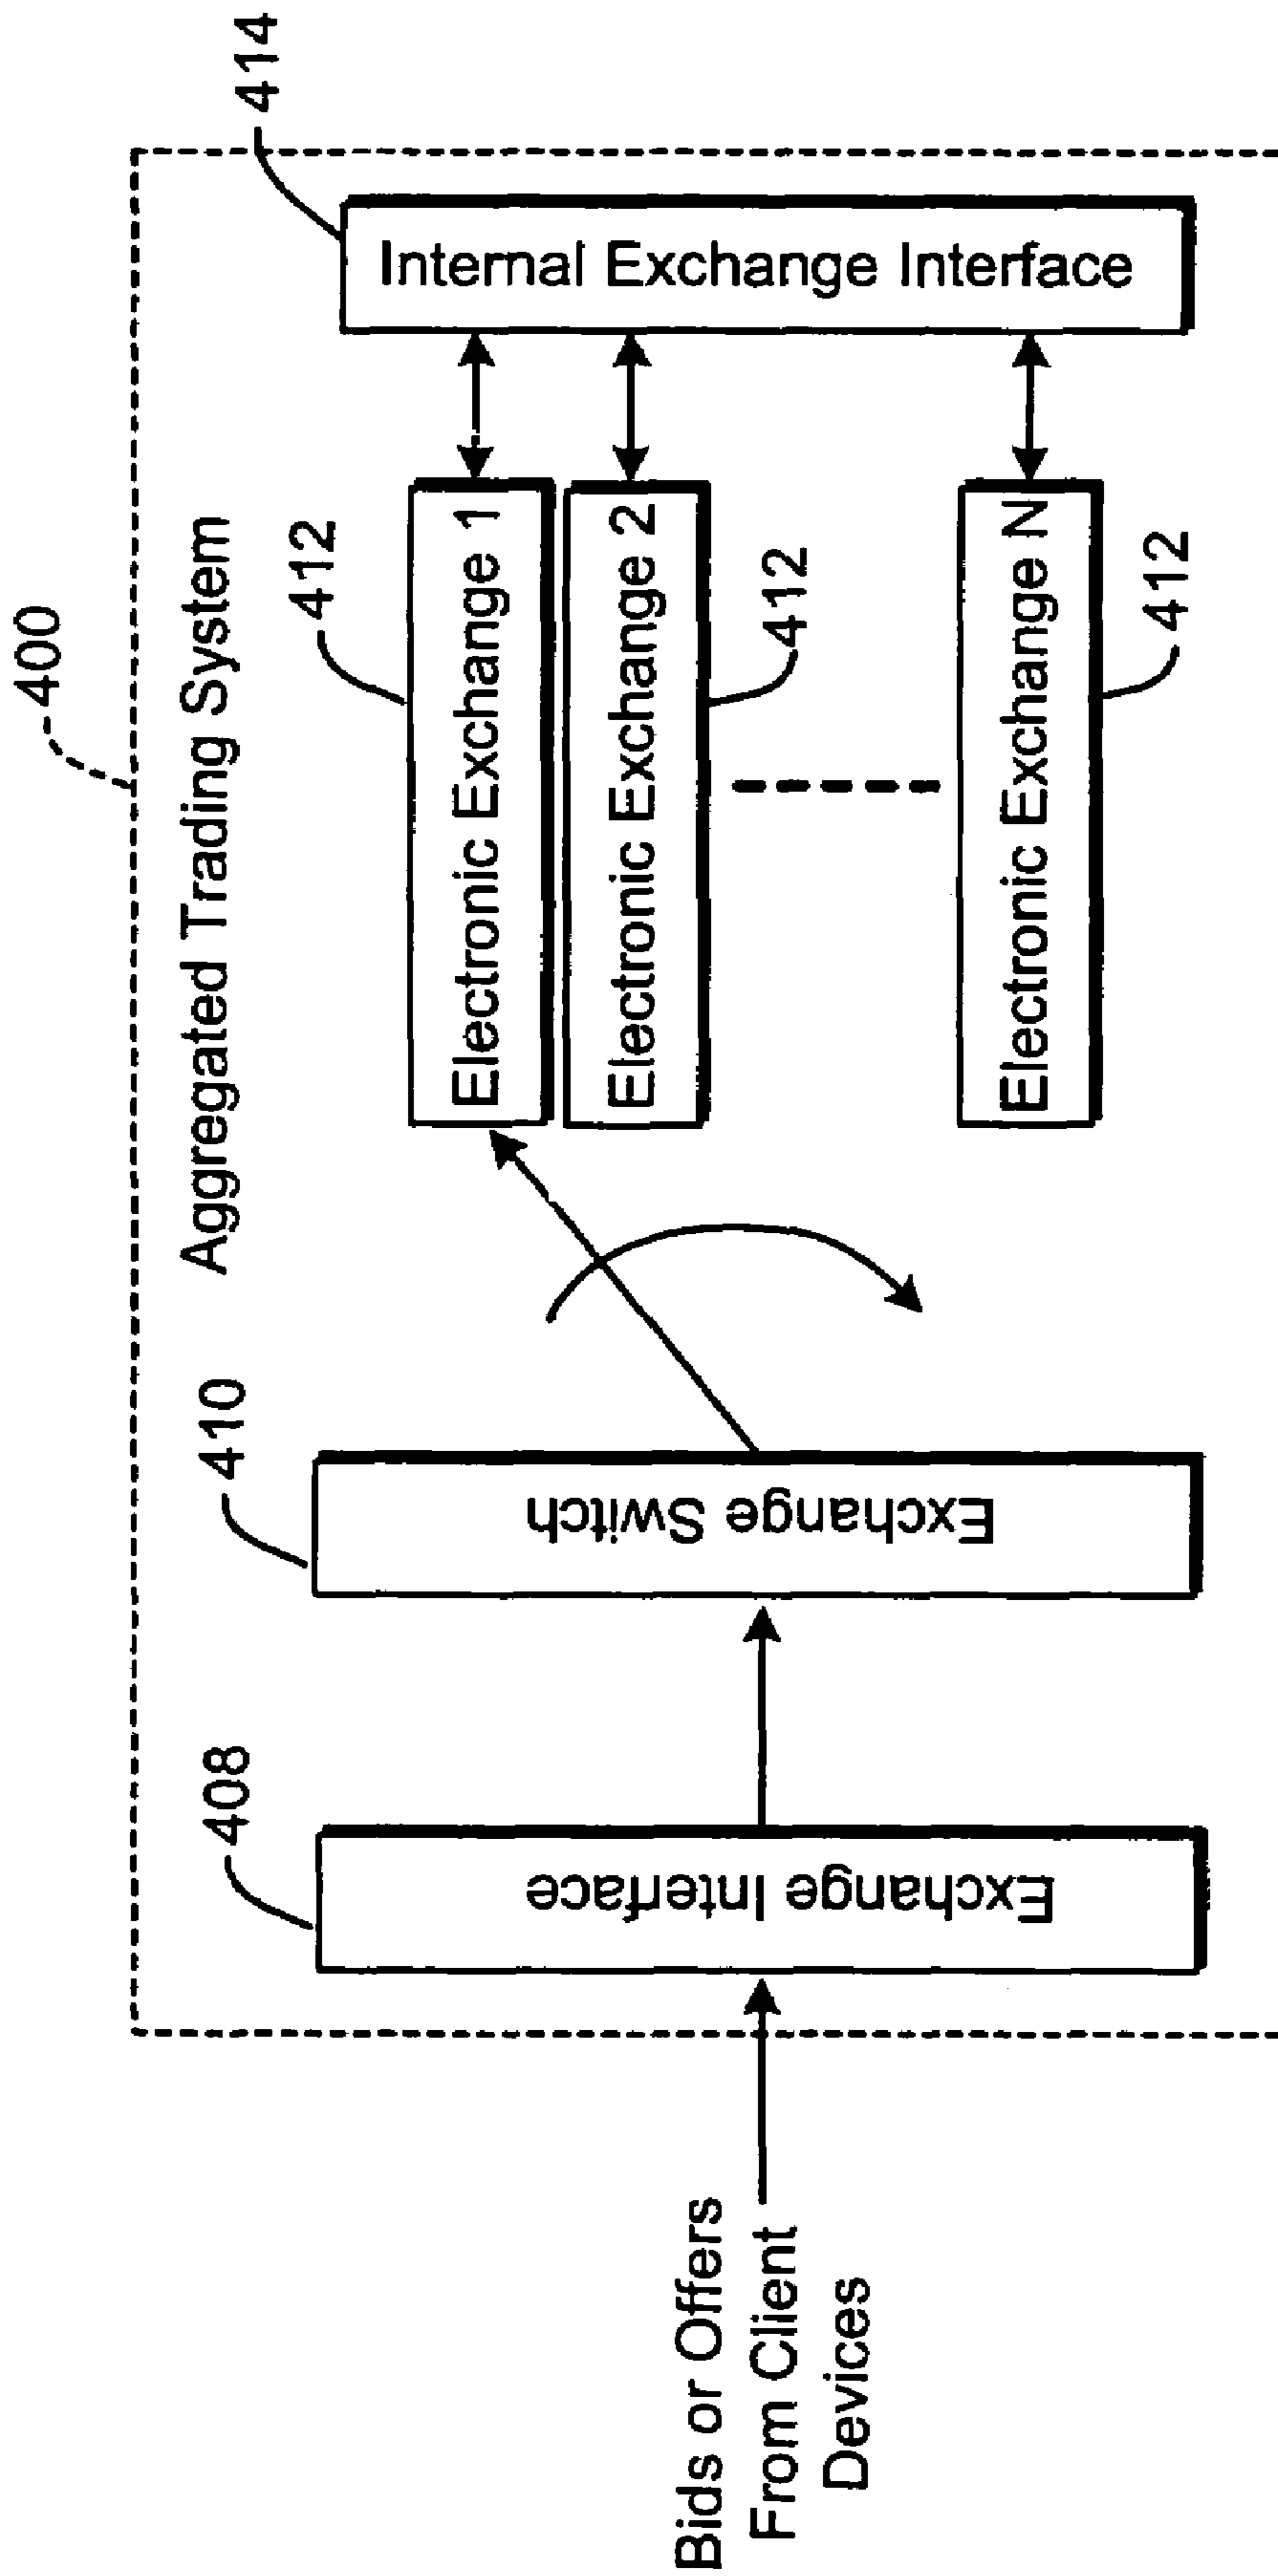 400
Aggregated Trading System
414
412
410
408
Electronic Exchange 1
Internal Exchange Interface
Electronic Exchange 2
412
Exchange Switch
Exchange Interface
Bids or Offers
From Client
Devices
Electronic Exchange N
412